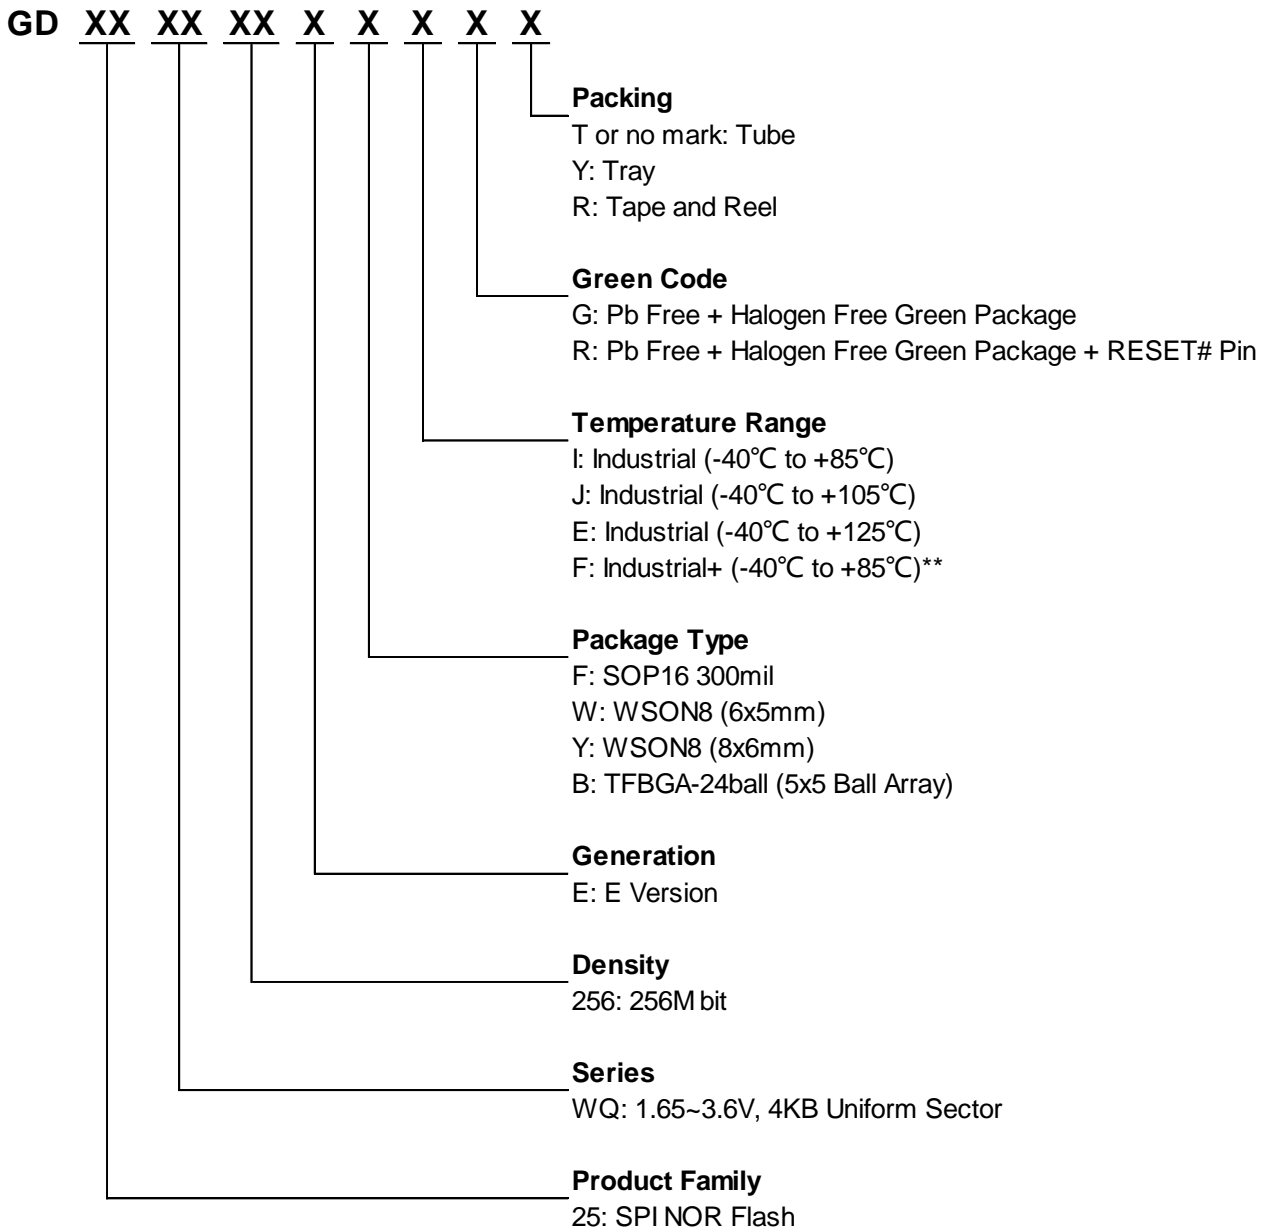 GD XX XX XX X X X X X
Packing
T or no mark: Tube
Y: Tray
R: Tape and Reel
Green Code
G: Pb Free + Halogen Free Green Package
R: Pb Free + Halogen Free Green Package + RESET# Pin
Temperature Range
I: Industrial (-40℃ to +85℃)
J: Industrial (-40℃ to +105℃)
E: Industrial (-40℃ to +125℃)
F: Industrial+ (-40℃ to +85℃)**
Package Type
F: SOP16 300mil
W: WSON8 (6x5mm)
Y: WSON8 (8x6mm)
B: TFBGA-24ball (5x5 Ball Array)
Generation
E: E Version
Density
256: 256M bit
Series
WQ: 1.65~3.6V, 4KB Uniform Sector
Product Family
25: SPI NOR Flash